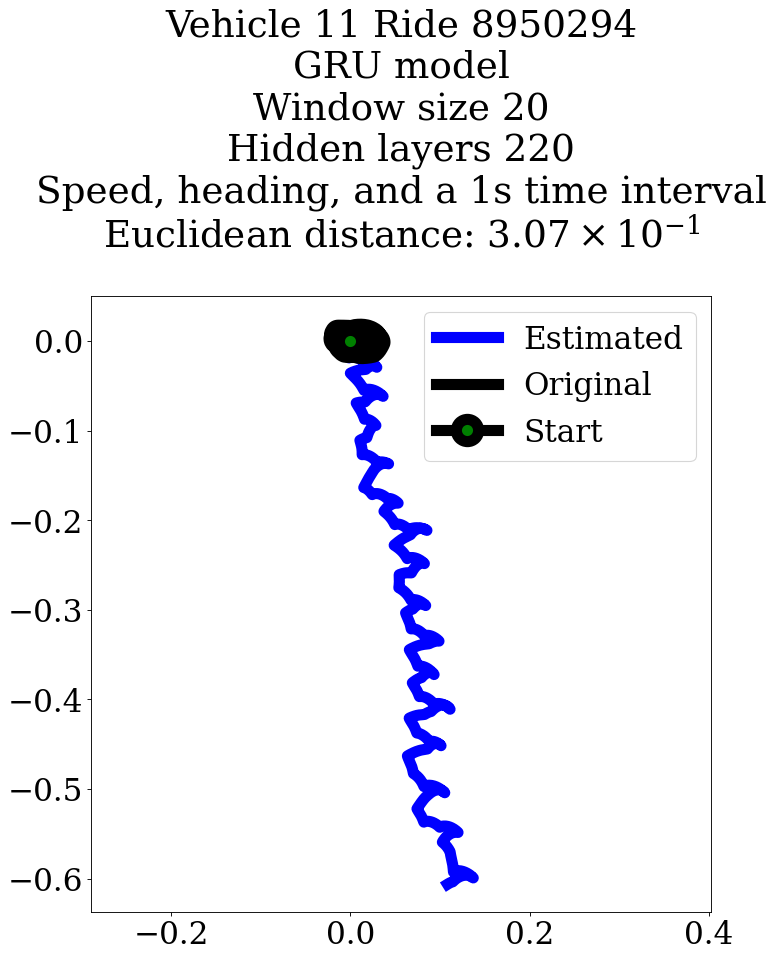 Vehicle 11 Ride 8950294
GRU model
Window size 20
Hidden layers 220
Speed, heading, and a 1s time interval
Euclidean distance: 3.07 × 10⁻¹
Estimated
Original
Start
0.0
−0.1
−0.2
−0.3
−0.4
−0.5
−0.6
−0.2 0.0 0.2 0.4